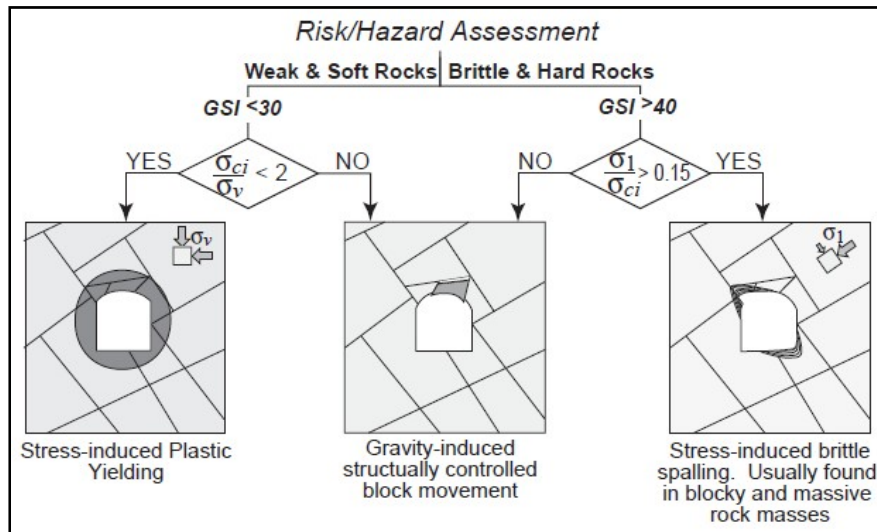 Risk/Hazard Assessment
Weak & Soft Rocks Brittle & Hard Rocks
GSI <30
GSI >40
YES
σci/σv < 2
NO
NO
σ1/σci > 0.15
YES
σv
σ1
Stress-induced Plastic
Yielding
Gravity-induced
structually controlled
block movement
Stress-induced brittle
spalling. Usually found
in blocky and massive
rock masses